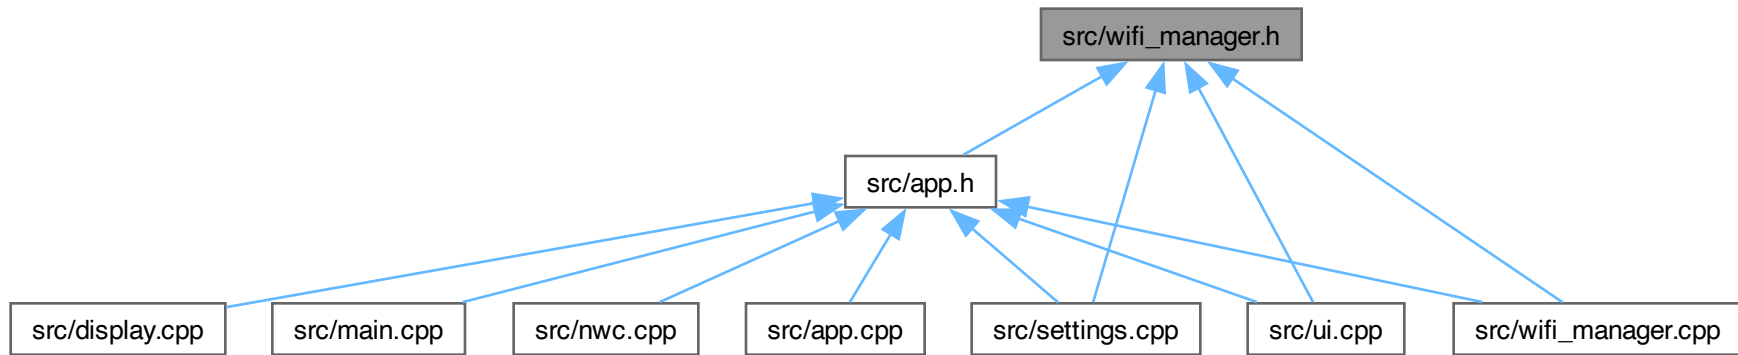 src/wifi_manager.h
src/app.h
src/display.cpp
src/main.cpp
src/nwc.cpp
src/app.cpp
src/settings.cpp
src/ui.cpp
src/wifi_manager.cpp